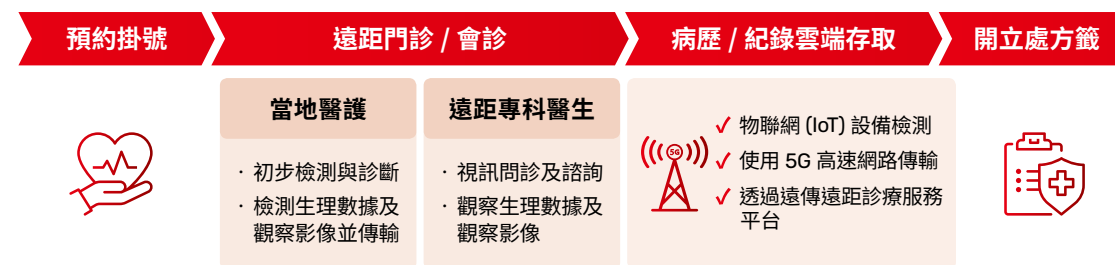 預約掛號
遠距門診 / 會診
病歷 / 紀錄雲端存取
開立處方籤
當地醫護
· 初步檢測與診斷
· 檢測生理數據及
觀察影像並傳輸
遠距專科醫生
· 視訊問診及諮詢
· 觀察生理數據及
觀察影像
5G
✓ 物聯網 (IoT) 設備檢測
✓ 使用 5G 高速網路傳輸
✓ 透過遠傳遠距診療服務
平台